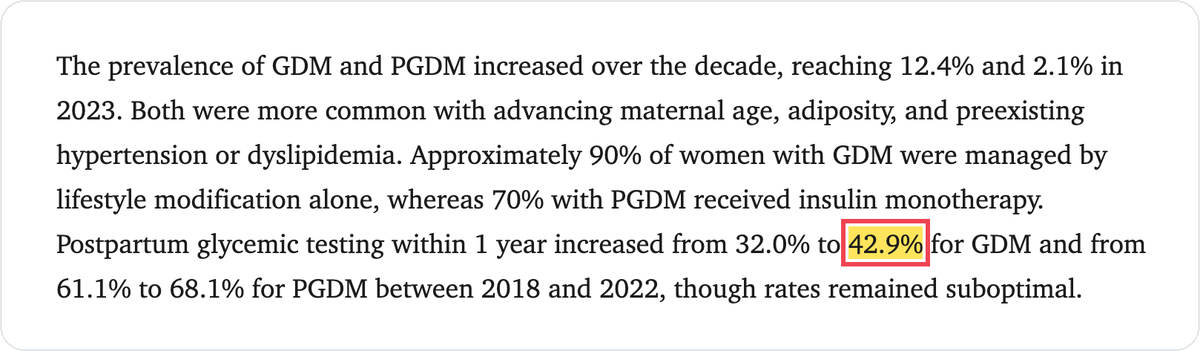 The prevalence of GDM and PGDM increased over the decade, reaching 12.4% and 2.1% in
2023. Both were more common with advancing maternal age, adiposity, and preexisting
hypertension or dyslipidemia. Approximately 90% of women with GDM were managed by
lifestyle modification alone, whereas 70% with PGDM received insulin monotherapy.
Postpartum glycemic testing within 1 year increased from 32.0% to 42.9% for GDM and from
61.1% to 68.1% for PGDM between 2018 and 2022, though rates remained suboptimal.